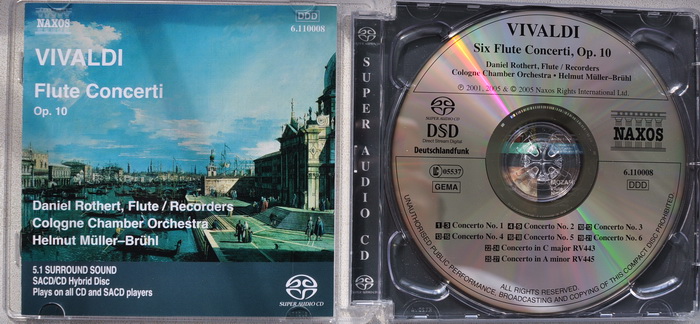 NAXOS
DDD
6.110008
VIVALDI
Flute Concerti
Op. 10
Daniel Rothert, Flute / Recorders
Cologne Chamber Orchestra
Helmut Müller–Brühl
5.1 SURROUND SOUND
SACD/CD Hybrid Disc
Plays on all CD and SACD players
SUPER AUDIO CD
SUPER AUDIO CD
VIVALDI
Six Flute Concerti, Op. 10
Daniel Rothert, Flute / Recorders
Cologne Chamber Orchestra • Helmut Müller-Brühl
℗ 2001, 2005 & © 2005 Naxos Rights International Ltd.
SUPER AUDIO CD
DSD
Direct Stream Digital
Deutschlandfunk
NAXOS
05537
GEMA
6.110008
DDD
Concerto No. 1 Concerto No. 2 Concerto No. 3
Concerto No. 4 Concerto No. 5 Concerto No. 6
Concerto in C major RV443
Concerto in A minor RV445
ALL RIGHTS RESERVED.
UNAUTHORISED PUBLIC PERFORMANCE, BROADCASTING AND COPYING OF THIS COMPACT DISC PROHIBITED.